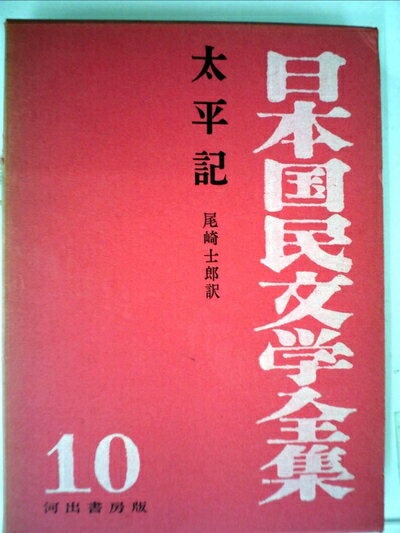 日本国民文学全集
太平記
尾崎士郎訳
10
河出書房版